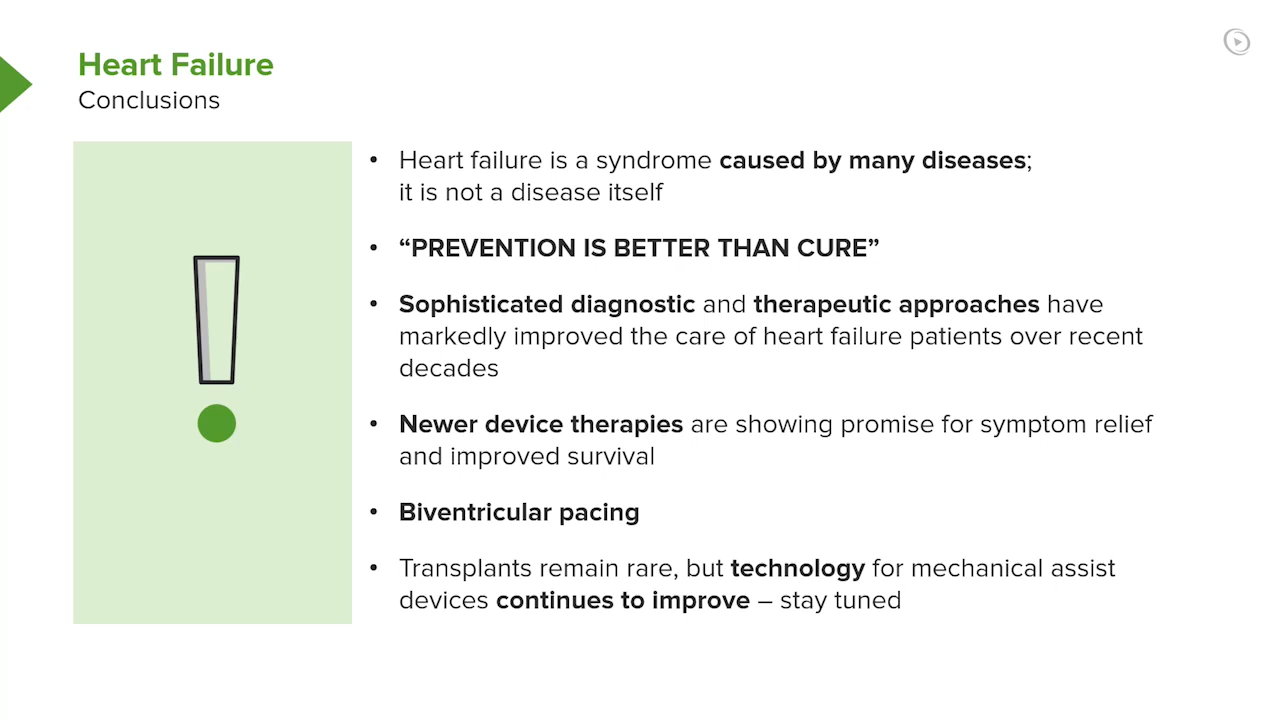 Heart Failure
Conclusions
• Heart failure is a syndrome caused by many diseases;
it is not a disease itself
• “PREVENTION IS BETTER THAN CURE”
• Sophisticated diagnostic and therapeutic approaches have
markedly improved the care of heart failure patients over recent
decades
• Newer device therapies are showing promise for symptom relief
and improved survival
• Biventricular pacing
• Transplants remain rare, but technology for mechanical assist
devices continues to improve – stay tuned